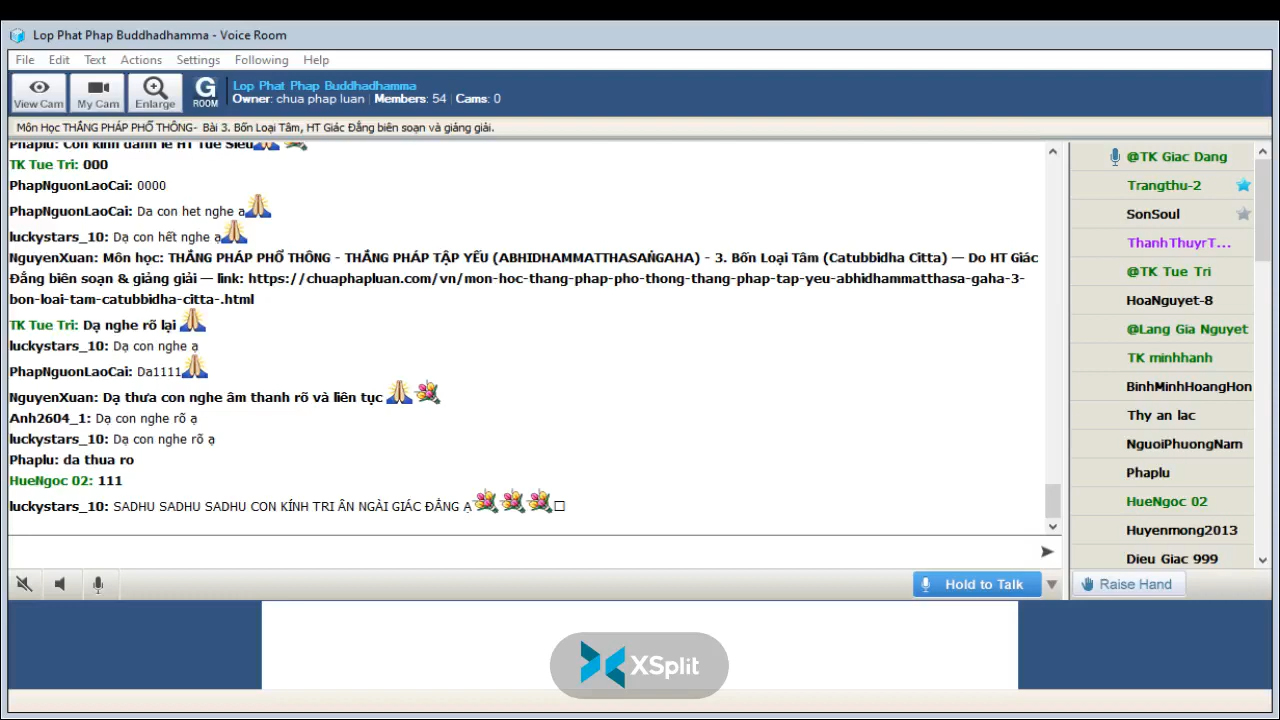 Lop Phat Phap Buddhadhamma - Voice Room
File Edit Text Actions Settings Following Help
View Cam My Cam Enlarge G ROOM
Lop Phat Phap Buddhadhamma
Owner: chua phap luan | Members: 54 | Cams: 0
Môn Học THẮNG PHÁP PHỔ THÔNG- Bài 3. Bốn Loại Tâm, HT Giác Đẳng biên soạn và giảng giải.
Phaplu: Con kinh danh le HT Tue Sieu
TK Tue Tri: 000
PhapNguonLaoCai: 0000
PhapNguonLaoCai: Da con het nghe a
luckystars_10: Dạ con hết nghe ạ
NguyenXuan: Môn học: THẮNG PHÁP PHỔ THÔNG - THẮNG PHÁP TẬP YẾU (ABHIDHAMMATTHASAṄGAHA) - 3. Bốn Loại Tâm (Catubbidha Citta) — Do HT Giác
Đẳng biên soạn & giảng giải — link: https://chuaphapluan.com/vn/mon-hoc-thang-phap-pho-thong-thang-phap-tap-yeu-abhidhammatthasa-gaha-3-
bon-loai-tam-catubbidha-citta-.html
TK Tue Tri: Dạ nghe rõ lại
luckystars_10: Dạ con nghe ạ
PhapNguonLaoCai: Da1111
NguyenXuan: Dạ thưa con nghe âm thanh rõ và liên tục
Anh2604_1: Dạ con nghe rõ ạ
luckystars_10: Dạ con nghe rõ ạ
Phaplu: da thua ro
HueNgoc 02: 111
luckystars_10: SADHU SADHU SADHU CON KÍNH TRI ÂN NGÀI GIÁC ĐẲNG Ạ
@TK Giac Dang
Trangthu-2
SonSoul
ThanhThuyrT...
@TK Tue Tri
HoaNguyet-8
@Lang Gia Nguyet
TK minhhanh
BinhMinhHoangHon
Thy an lac
NguoiPhuongNam
Phaplu
HueNgoc 02
Huyenmong2013
Dieu Giac 999
Hold to Talk
Raise Hand
XSplit